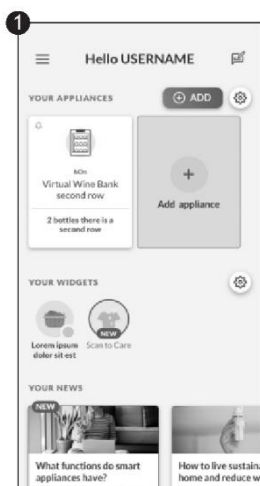 1
Hello USERNAME
YOUR APPLIANCES
ADD
hOn
Virtual Wine Bank
second row
2 bottles there is a
second row
Add appliance
YOUR WIDGETS
NEW
Lorem ipsum
dolor sit est
Scan to Care
YOUR NEWS
NEW
What functions do smart
appliances have?
How to live sustaina
home and reduce w